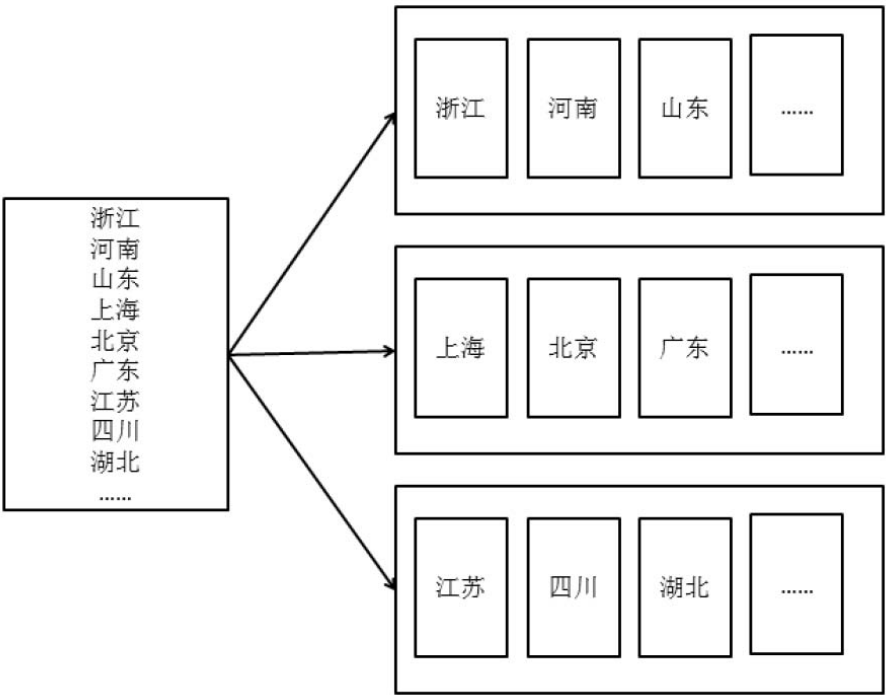 浙江
河南
山东
上海
北京
广东
江苏
四川
湖北
……
浙江 河南 山东 ……
上海 北京 广东 ……
江苏 四川 湖北 ……